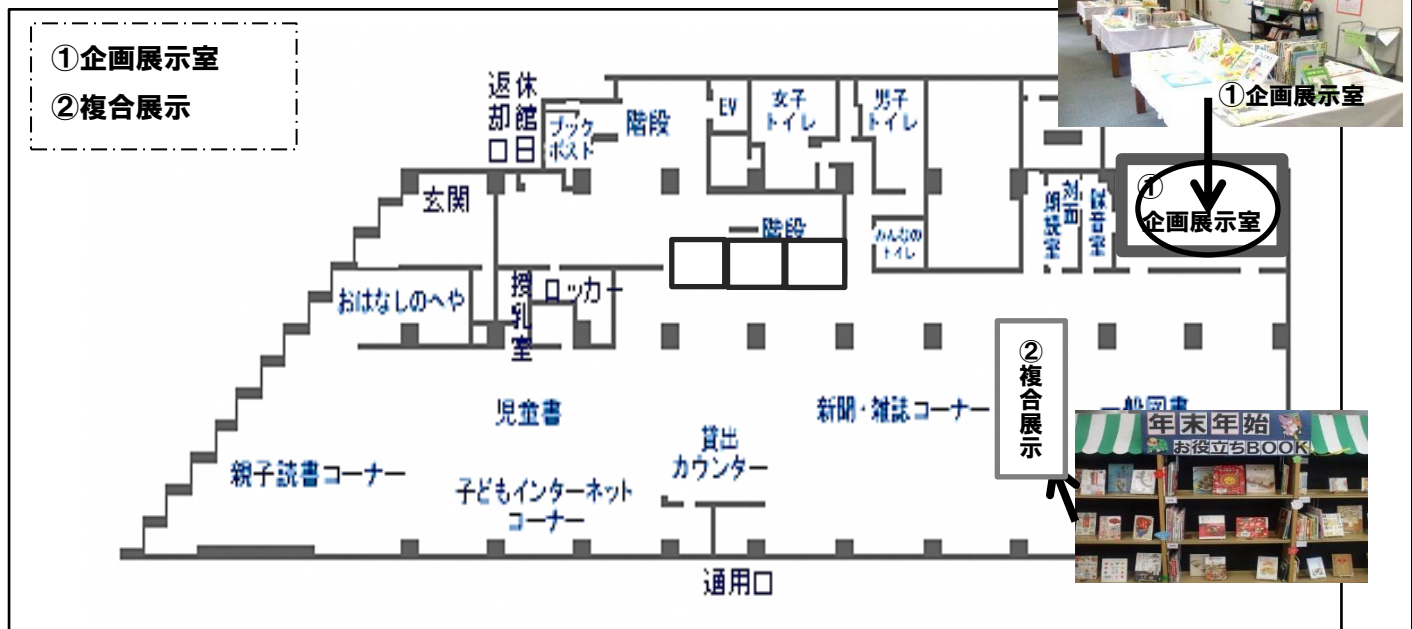 ①企画展示室
②複合展示
①企画展示室
休館日
返却口
ブック
ポスト
階段
EV
女子
トイレ
男子
トイレ
玄関
階段
みんなの
トイレ
対面
朗読室
録音室
①
企画展示室
おはなしのへや
授乳室
ロッカー
②
複合展示
児童書
新聞・雑誌コーナー
一般図書
貸出
カウンター
親子読書コーナー
子どもインターネット
コーナー
年末年始
お役立ちBOOK
通用口